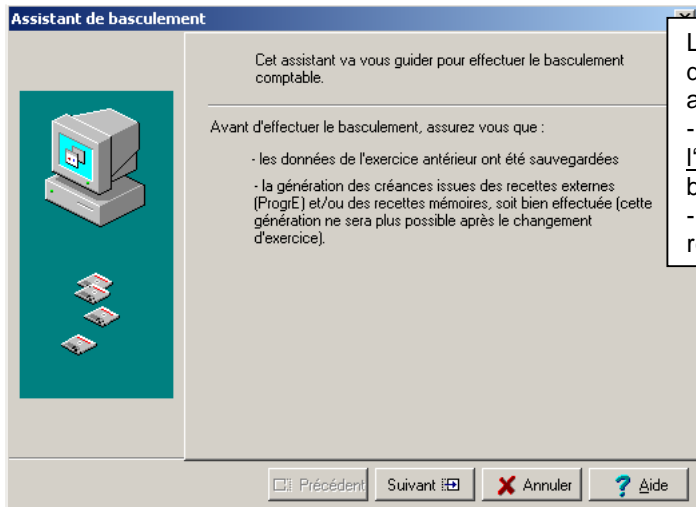 Assistant de basculement
Cet assistant va vous guider pour effectuer le basculement
comptable.
Avant d'effectuer le basculement, assurez vous que :
- les données de l'exercice antérieur ont été sauvegardées
- la génération des créances issues des recettes externes
(ProgrE) et/ou des recettes mémoires, soit bien effectuée (cette
génération ne sera plus possible après le changement
d'exercice).
Précédent
Suivant
Annuler
Aide